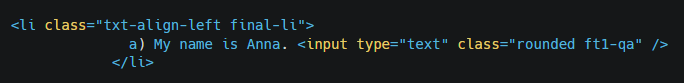 <li class="txt-align-left final-li">
a) My name is Anna. <input type="text" class="rounded ft1-qa" />
</li>